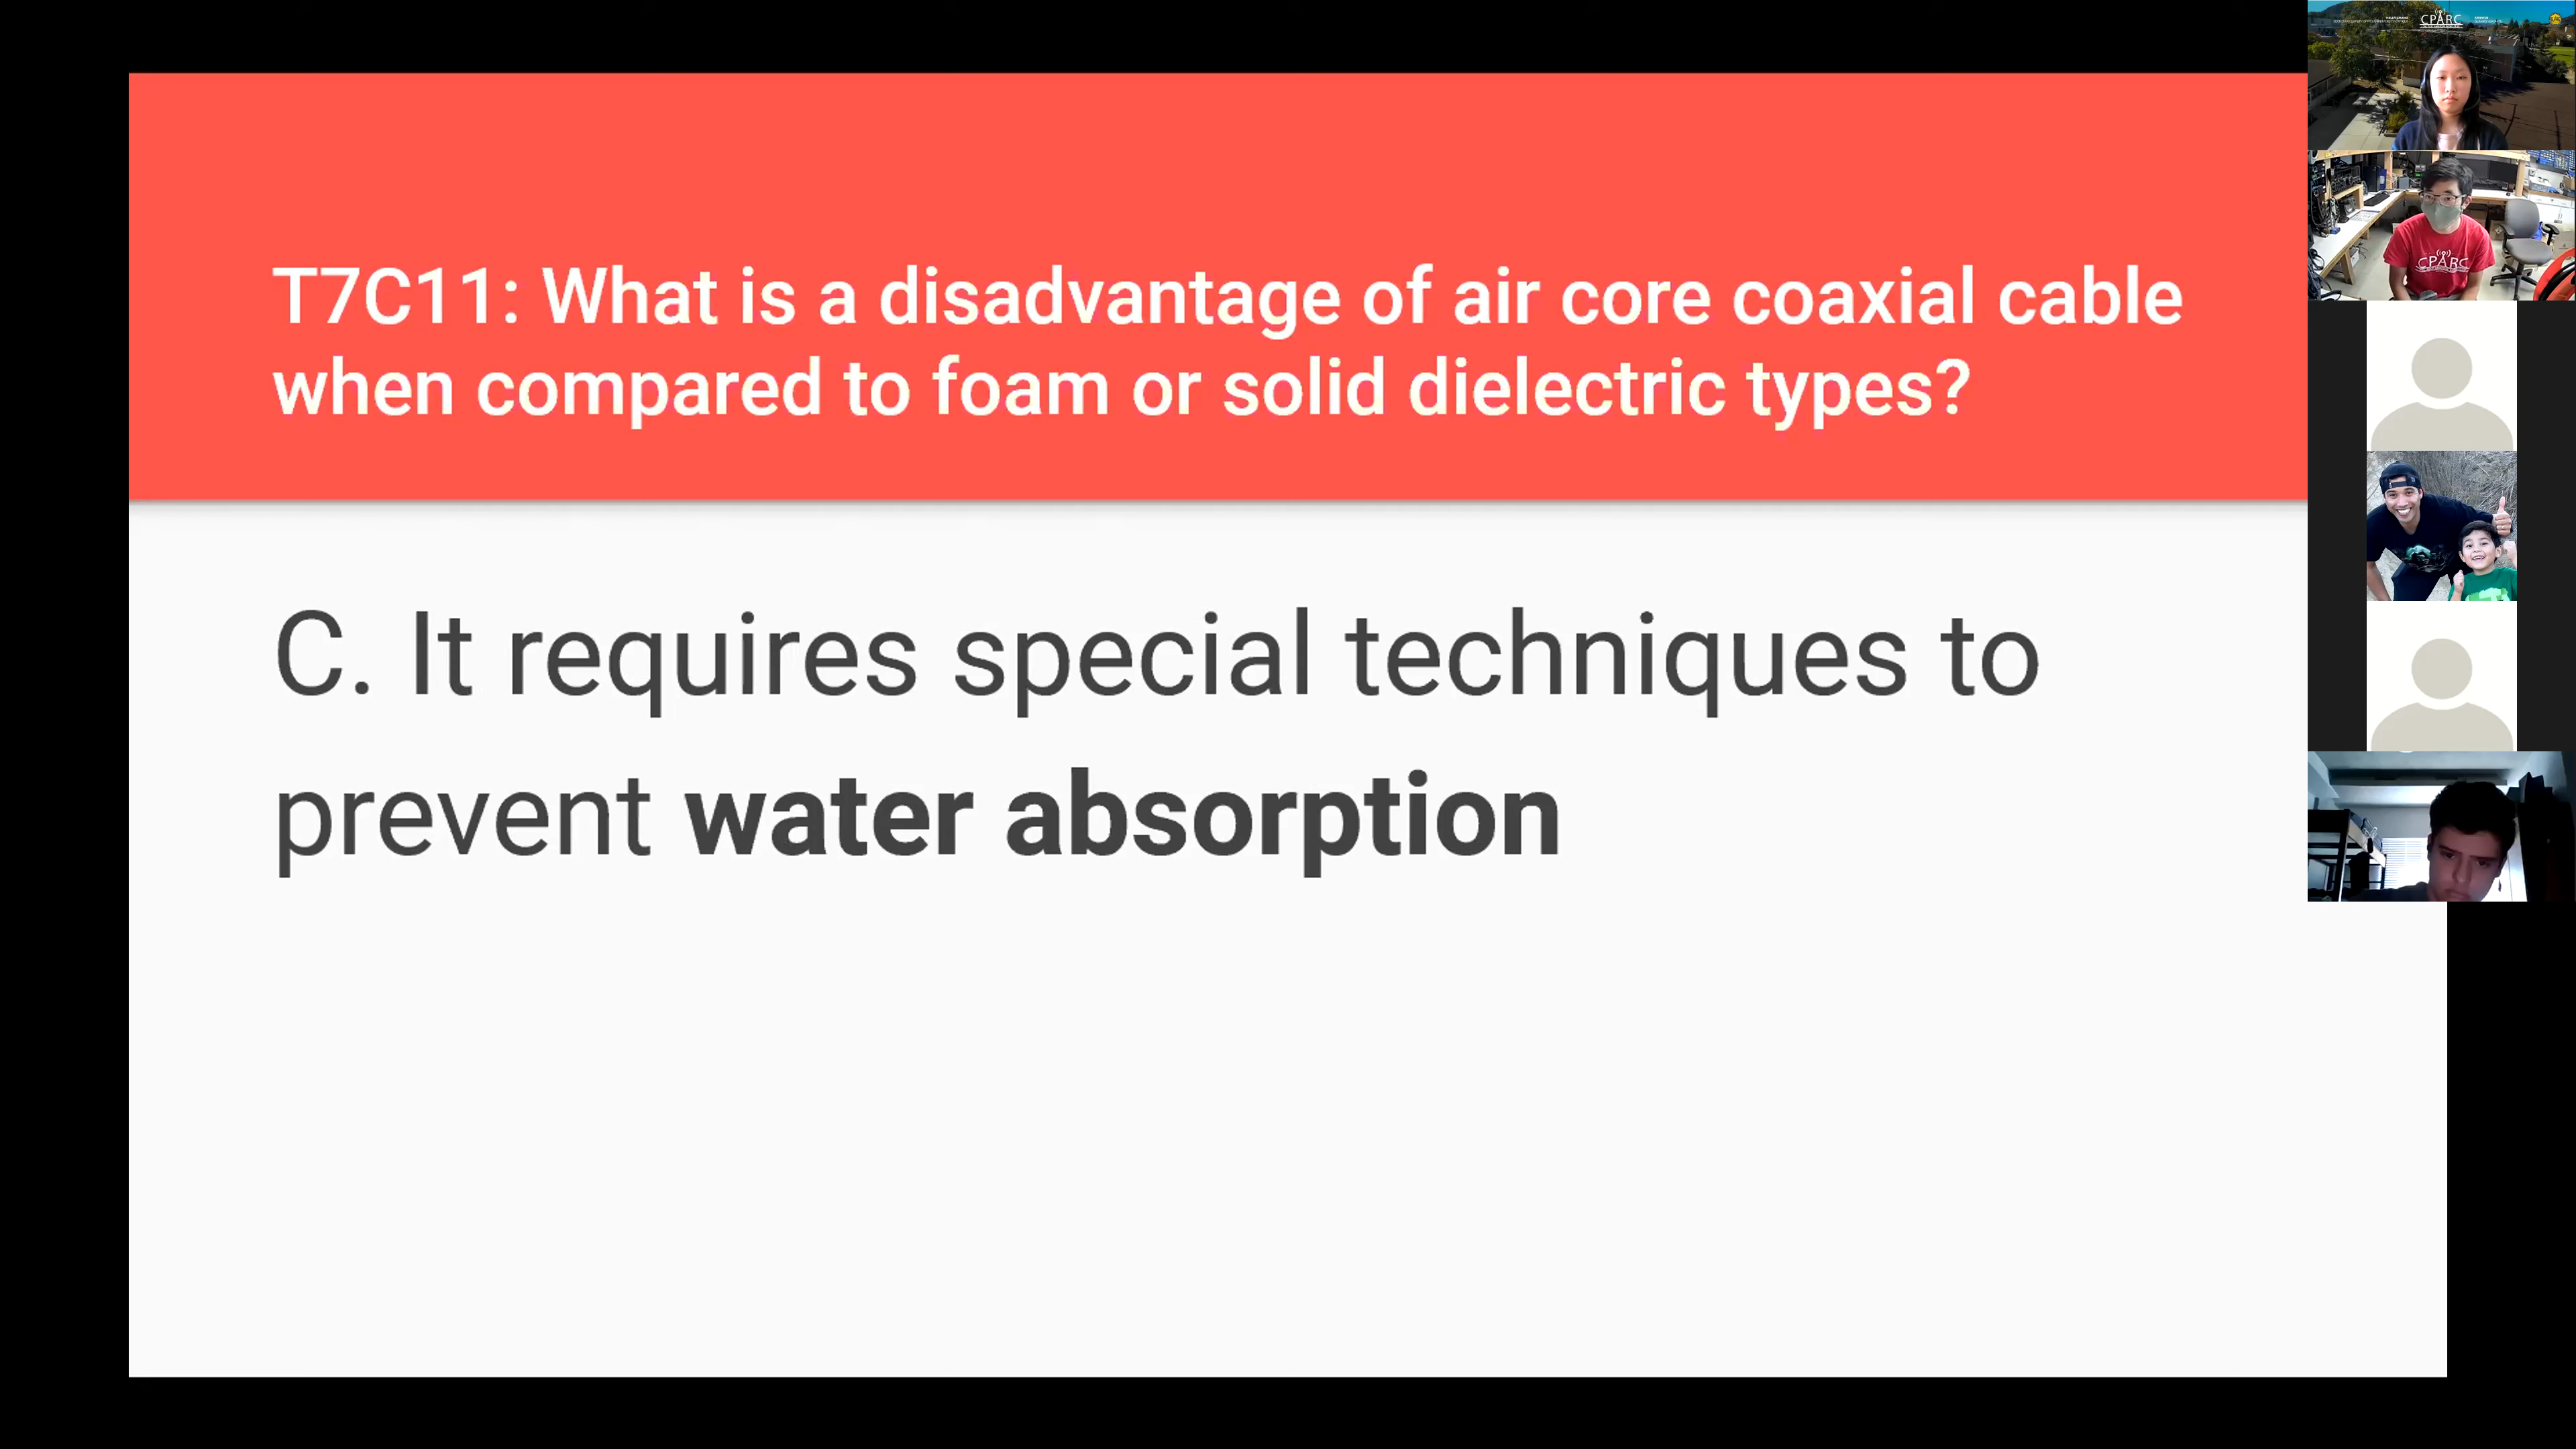 T7C11: What is a disadvantage of air core coaxial cable
when compared to foam or solid dielectric types?
C. It requires special techniques to
prevent water absorption
CPARC
CPARC